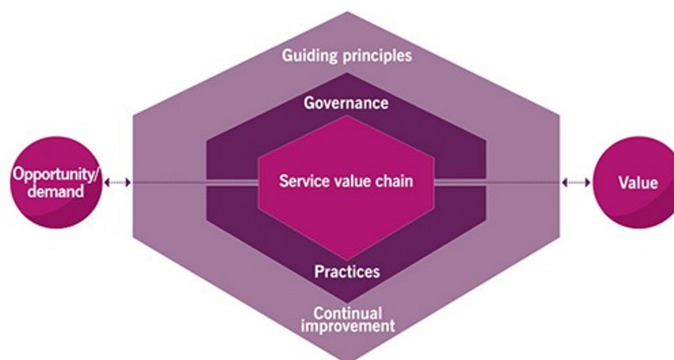 Guiding principles
Governance
Opportunity/
demand
Service value chain
Value
Practices
Continual
improvement